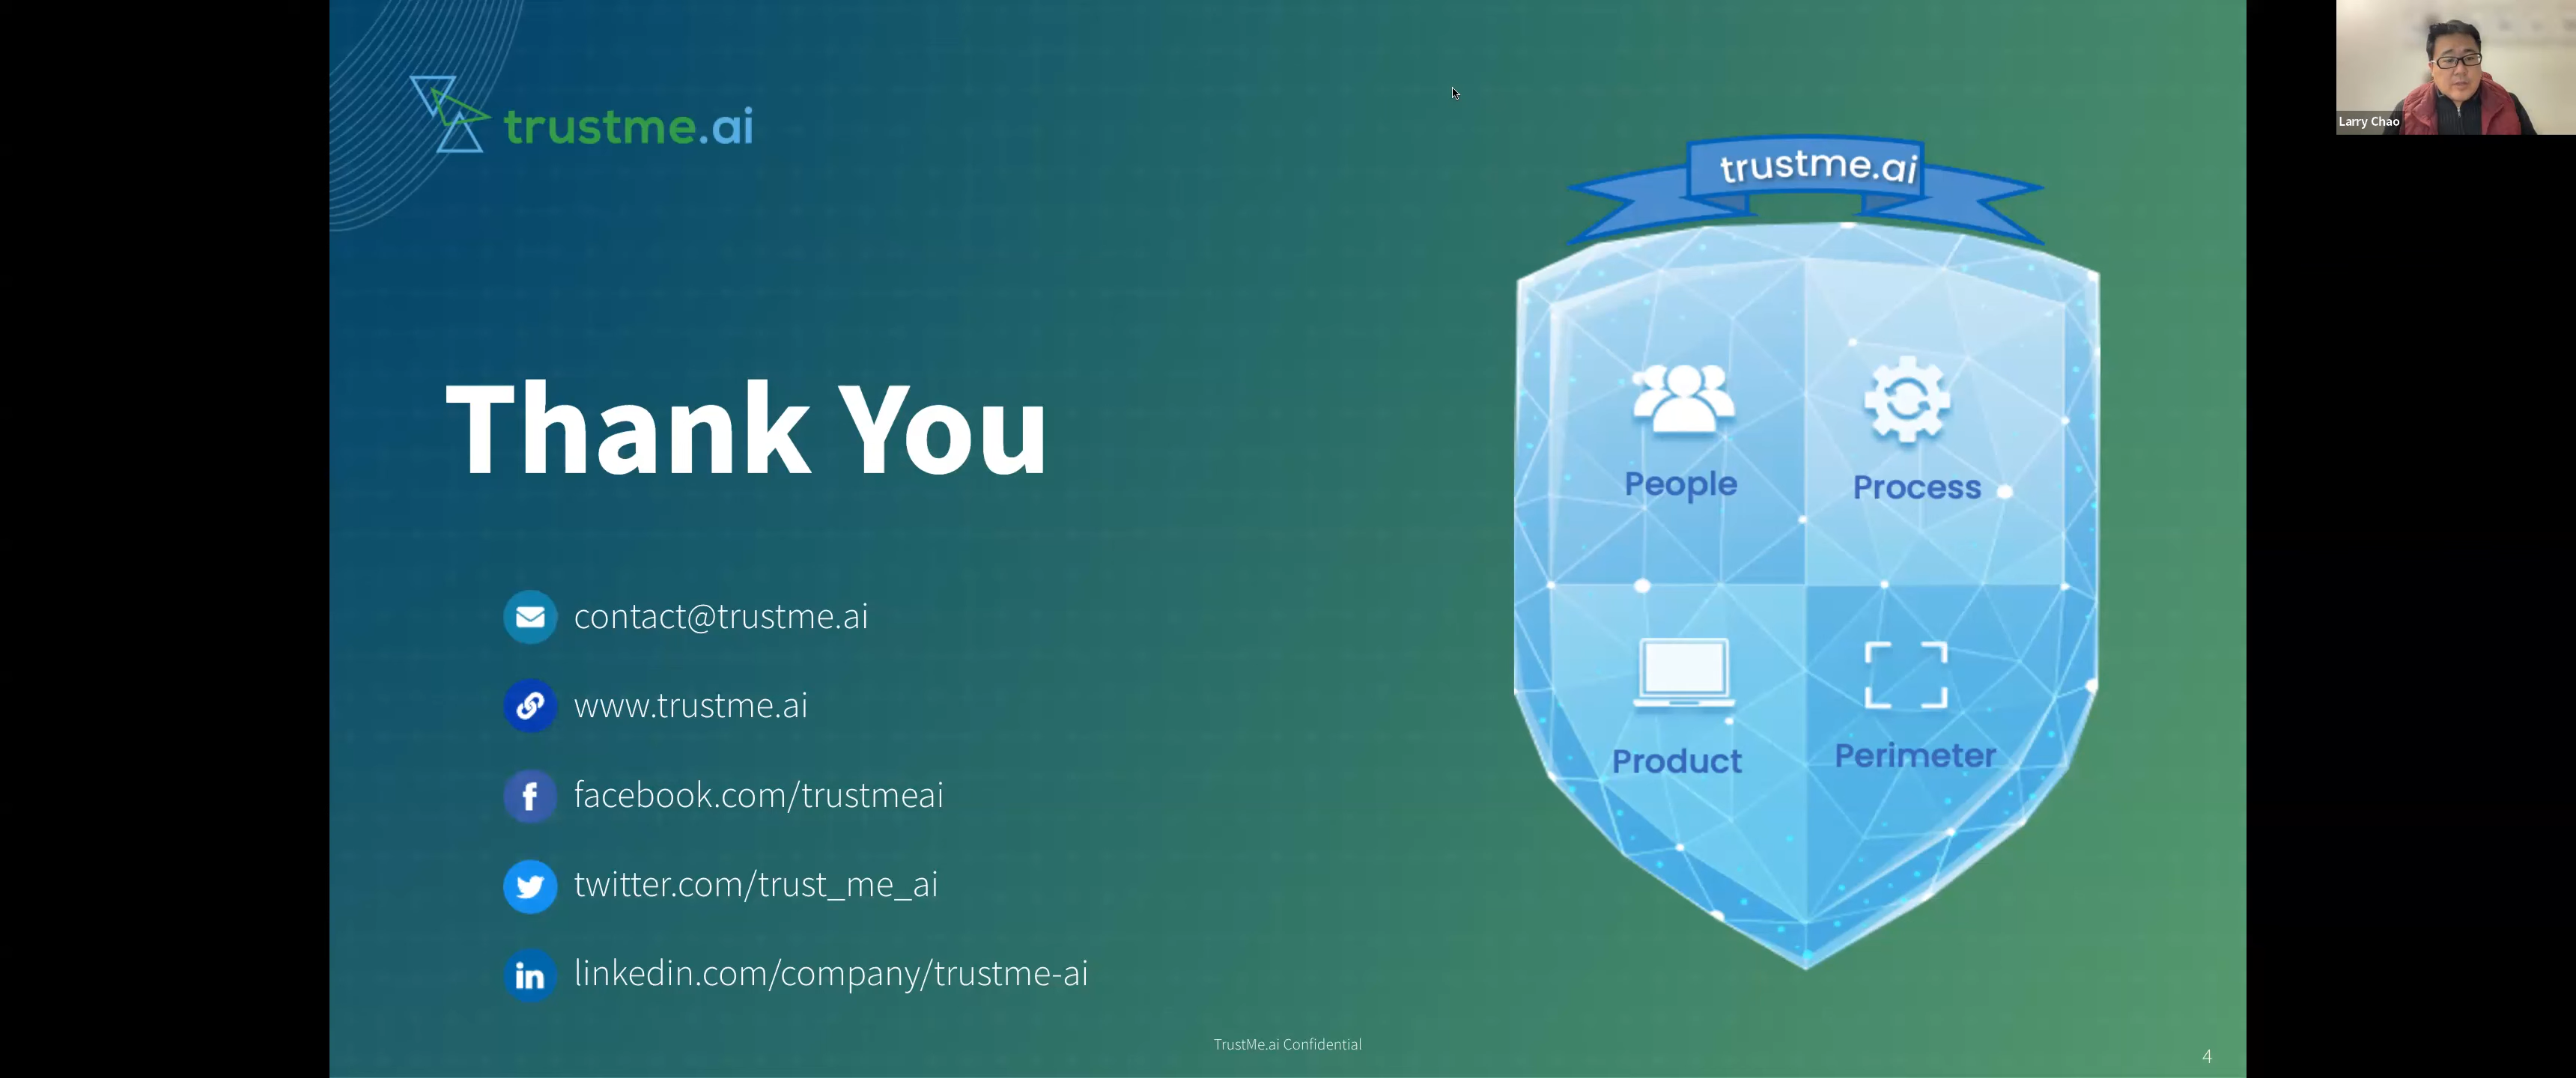 trustme.ai
trustme.ai
Larry Chao
Thank You
People
Process
Product
Perimeter
contact@trustme.ai
www.trustme.ai
facebook.com/trustmeai
twitter.com/trust_me_ai
linkedin.com/company/trustme-ai
TrustMe.ai Confidential
4